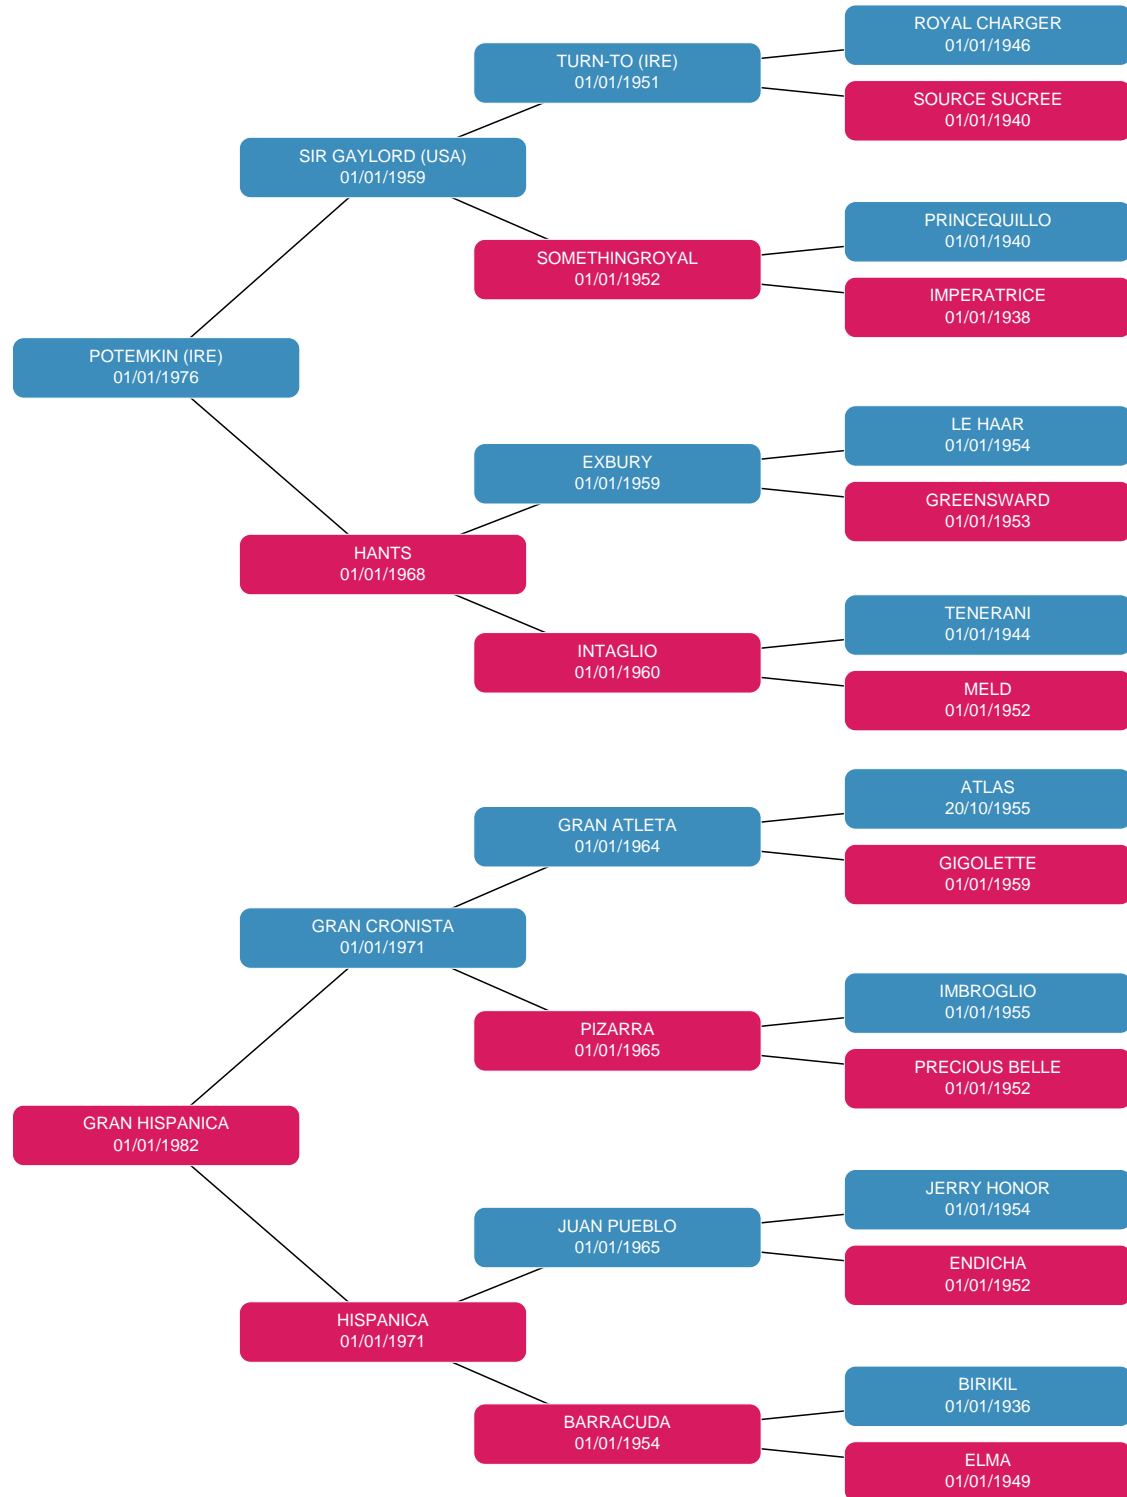 ROYAL CHARGER
01/01/1946
TURN-TO (IRE)
01/01/1951
SOURCE SUCREE
01/01/1940
SIR GAYLORD (USA)
01/01/1959
PRINCEQUILLO
01/01/1940
SOMETHINGROYAL
01/01/1952
IMPERATRICE
01/01/1938
POTEMKIN (IRE)
01/01/1976
LE HAAR
01/01/1954
EXBURY
01/01/1959
GREENSWARD
01/01/1953
HANTS
01/01/1968
TENERANI
01/01/1944
INTAGLIO
01/01/1960
MELD
01/01/1952
ATLAS
20/10/1955
GRAN ATLETA
01/01/1964
GIGOLETTE
01/01/1959
GRAN CRONISTA
01/01/1971
IMBROGLIO
01/01/1955
PIZARRA
01/01/1965
PRECIOUS BELLE
01/01/1952
GRAN HISPANICA
01/01/1982
JERRY HONOR
01/01/1954
JUAN PUEBLO
01/01/1965
ENDICHA
01/01/1952
HISPANICA
01/01/1971
BIRIKIL
01/01/1936
BARRACUDA
01/01/1954
ELMA
01/01/1949